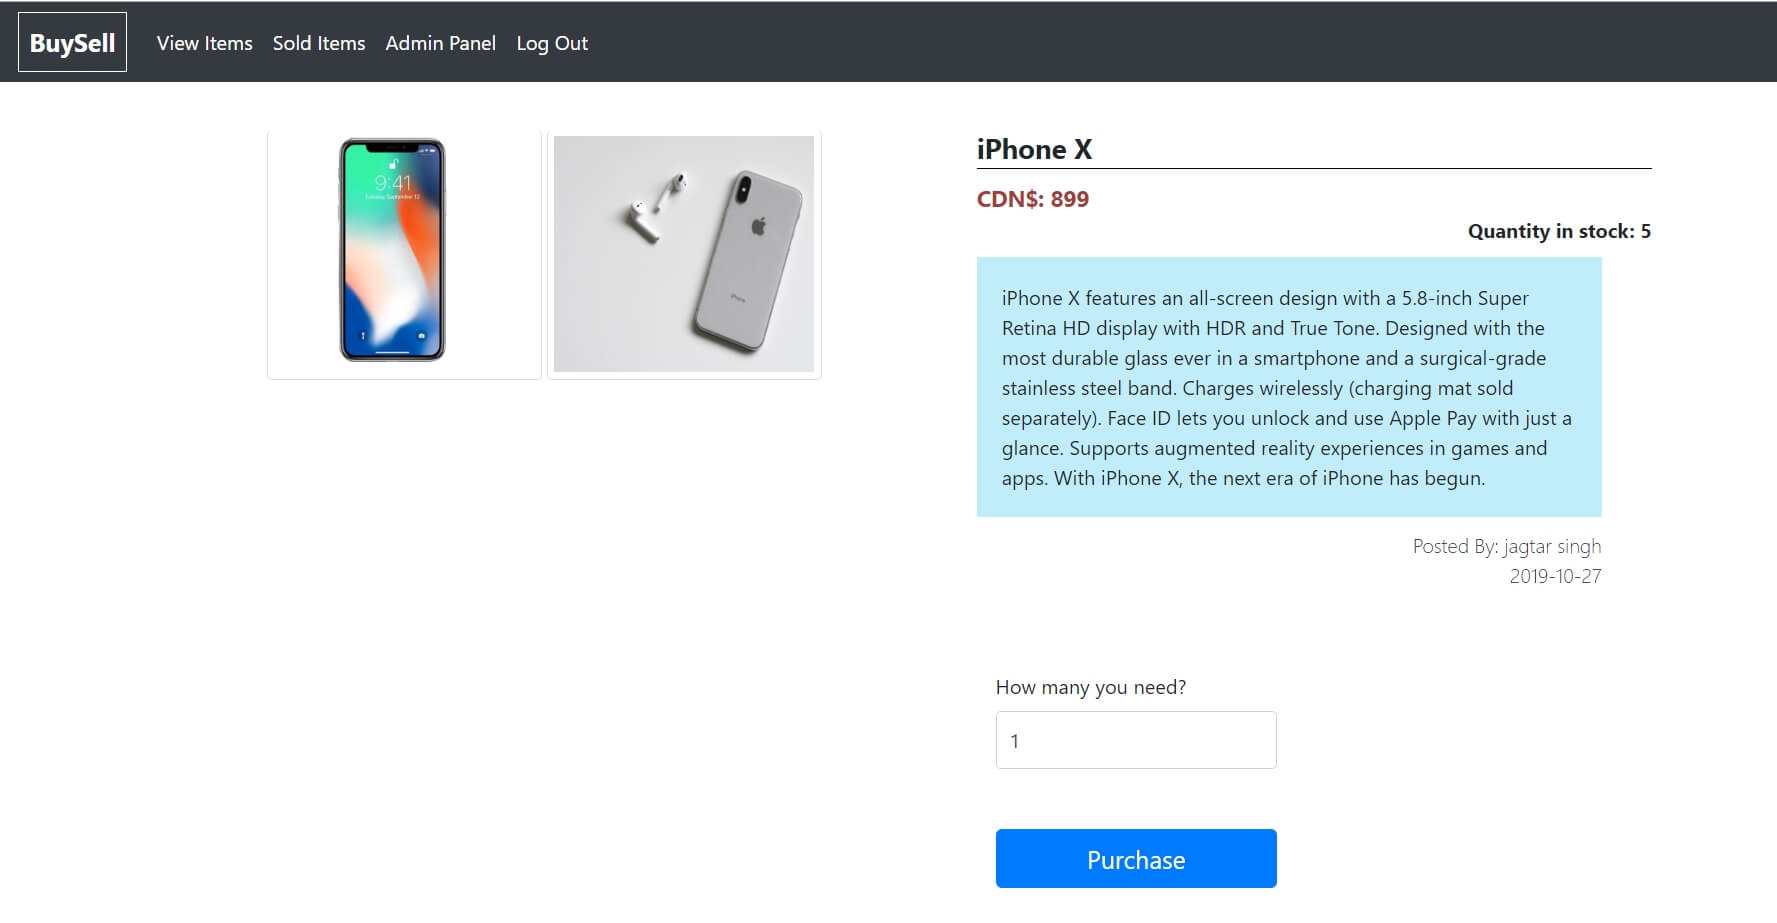 BuySell
View Items
Sold Items
Admin Panel
Log Out
9:41
iPhone
iPhone X
CDN$: 899
Quantity in stock: 5
iPhone X features an all-screen design with a 5.8-inch Super
Retina HD display with HDR and True Tone. Designed with the
most durable glass ever in a smartphone and a surgical-grade
stainless steel band. Charges wirelessly (charging mat sold
separately). Face ID lets you unlock and use Apple Pay with just a
glance. Supports augmented reality experiences in games and
apps. With iPhone X, the next era of iPhone has begun.
Posted By: jagtar singh
2019-10-27
How many you need?
1
Purchase